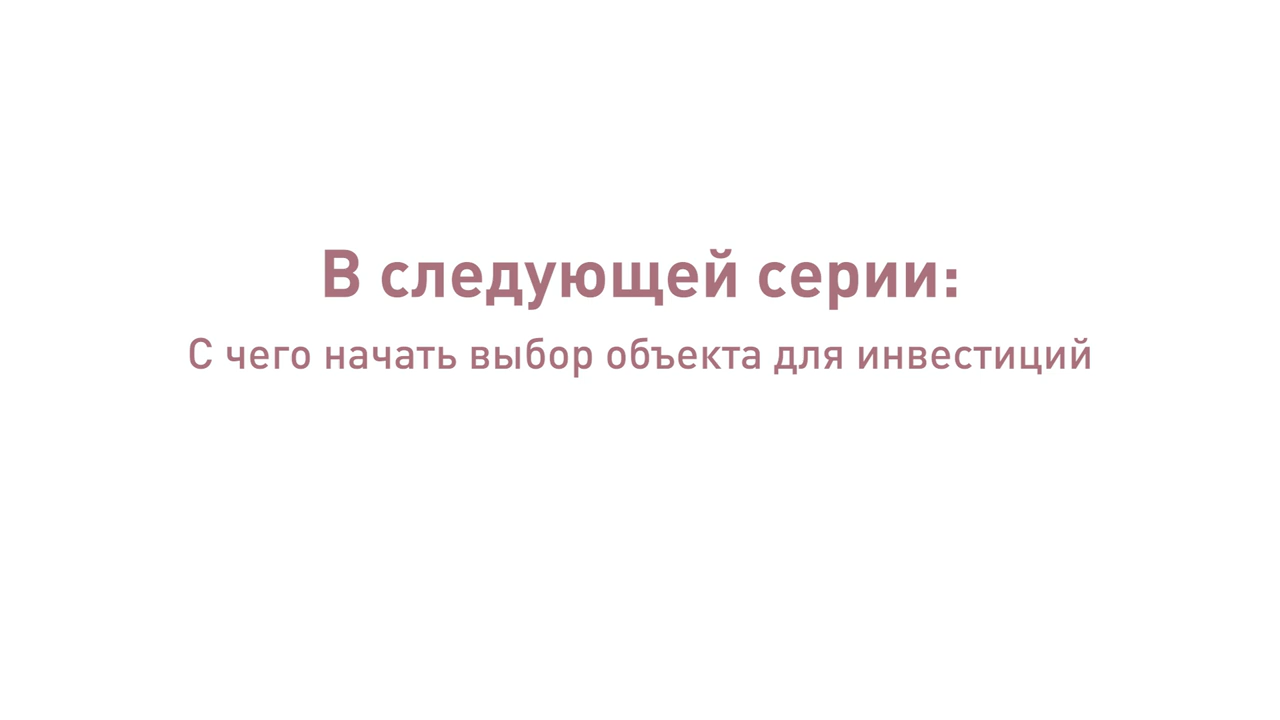 В следующей серии:
С чего начать выбор объекта для инвестиций